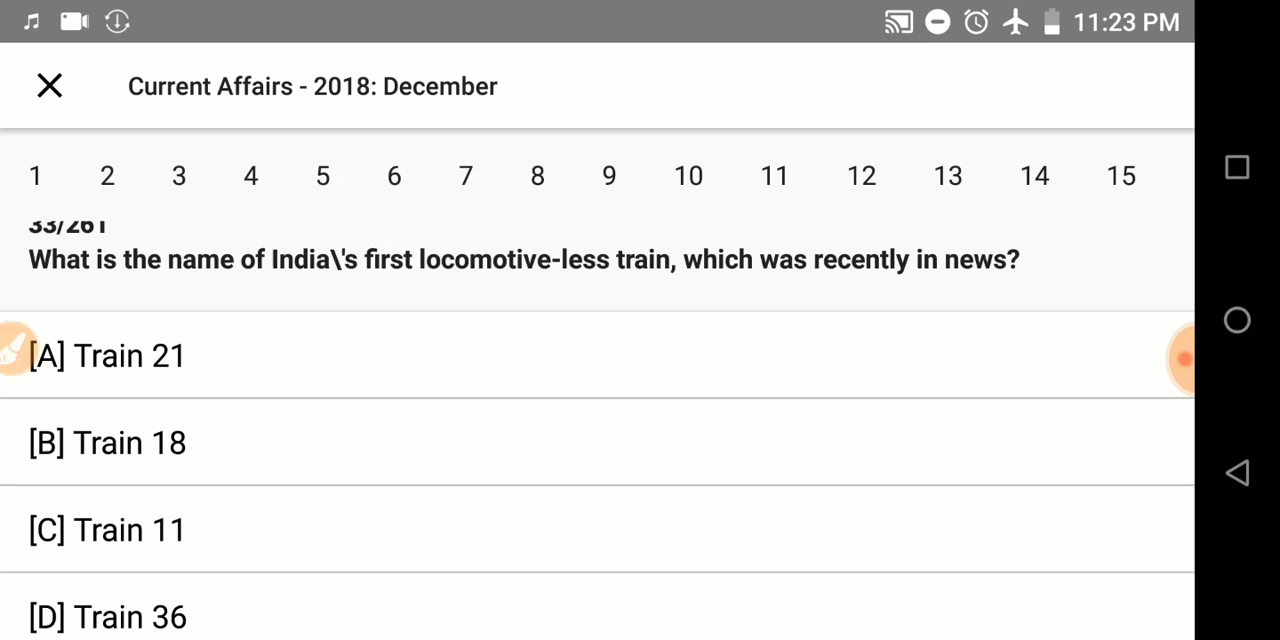 11:23 PM
Current Affairs - 2018: December
1 2 3 4 5 6 7 8 9 10 11 12 13 14 15
33/261
What is the name of India\'s first locomotive-less train, which was recently in news?
[A] Train 21
[B] Train 18
[C] Train 11
[D] Train 36